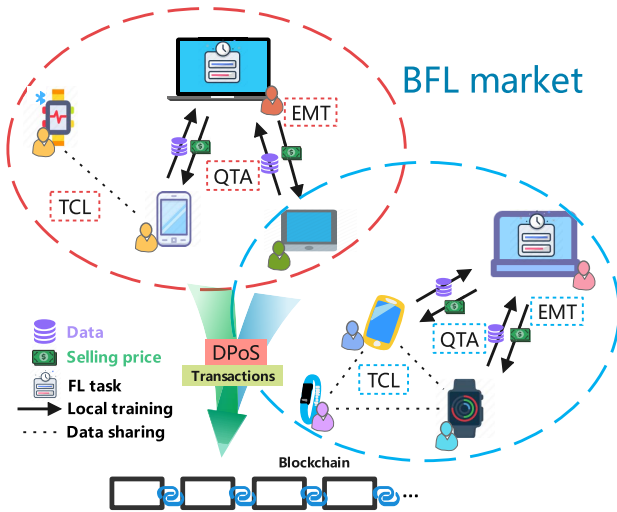 BFL market
EMT
QTA
TCL
EMT
QTA
TCL
Data
Selling price
FL task
Local training
Data sharing
DPoS
Transactions
Blockchain
...